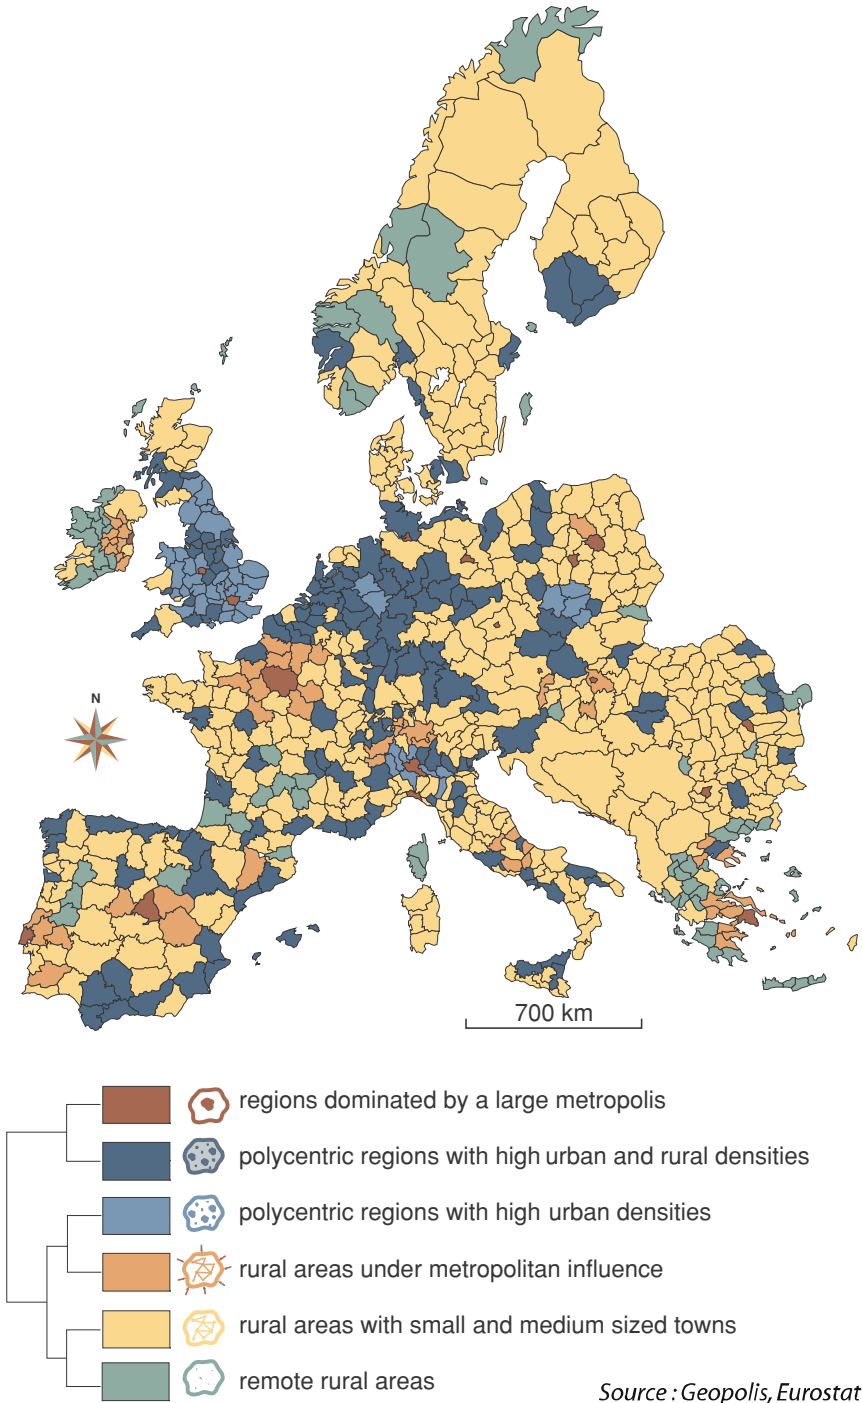 N
700 km
regions dominated by a large metropolis
polycentric regions with high urban and rural densities
polycentric regions with high urban densities
rural areas under metropolitan influence
rural areas with small and medium sized towns
remote rural areas
Source : Geopolis, Eurostat